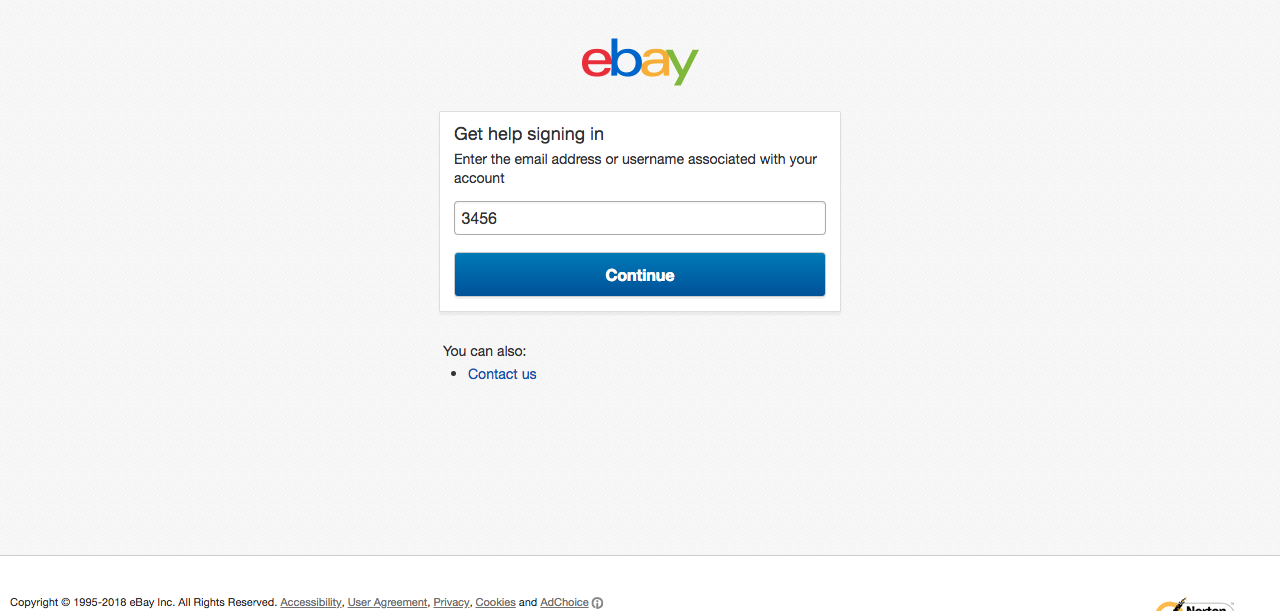 ebay
Get help signing in
Enter the email address or username associated with your
account
3456
Continue
You can also:
• Contact us
Copyright © 1995-2018 eBay Inc. All Rights Reserved. Accessibility, User Agreement, Privacy, Cookies and AdChoice
Norton